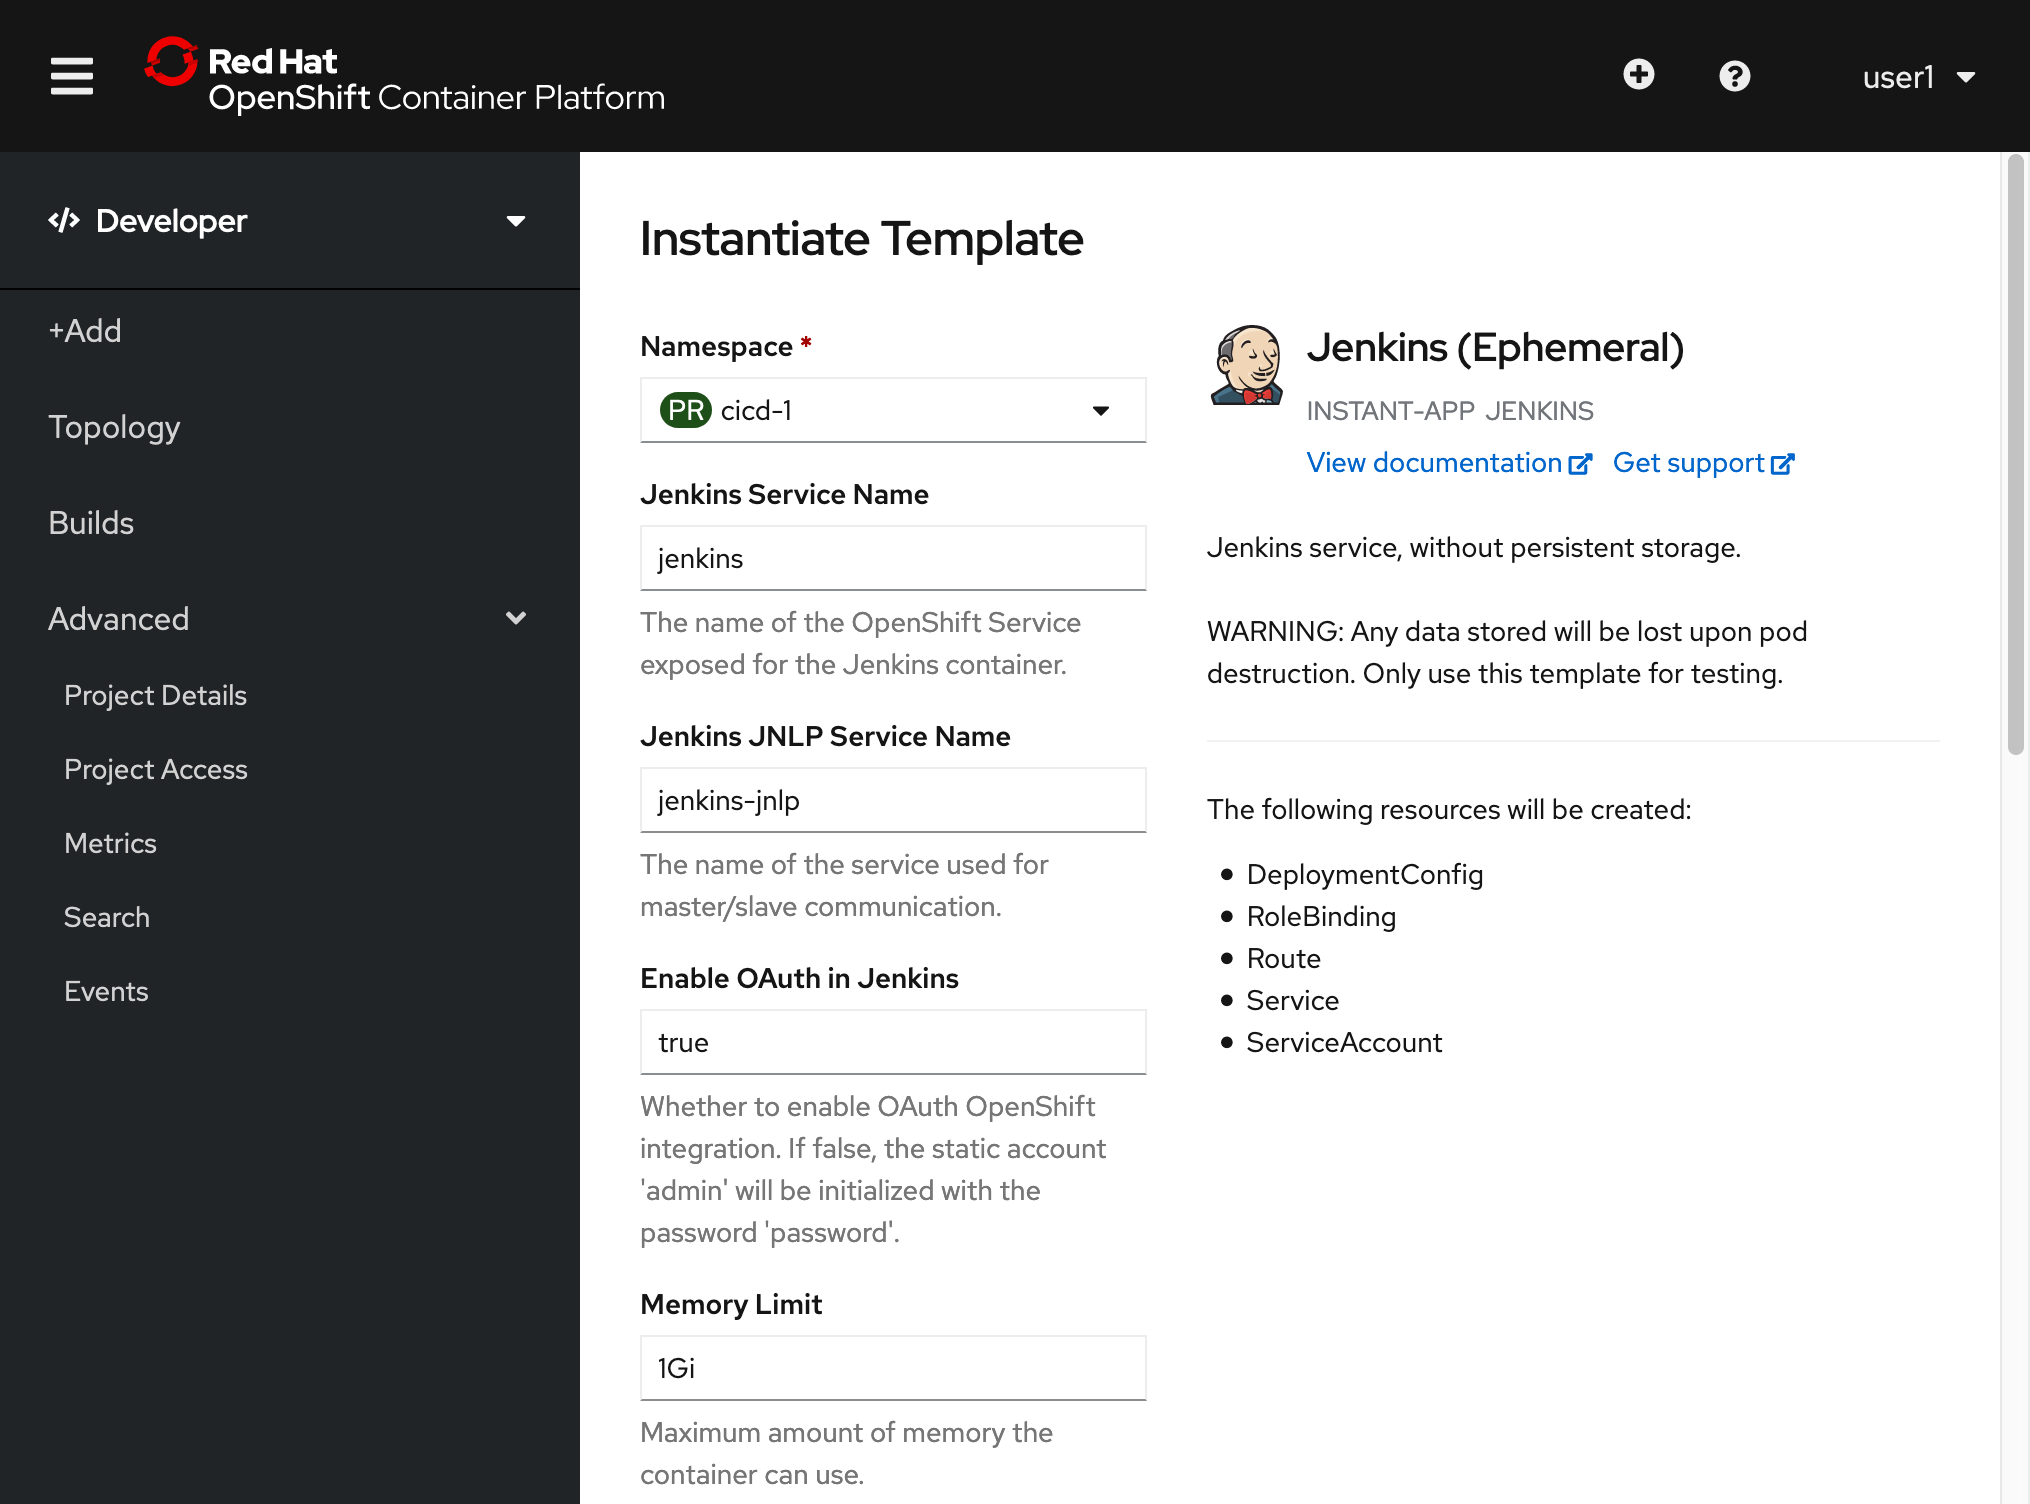 Red Hat
OpenShift Container Platform
user1
Developer
+Add
Topology
Builds
Advanced
Project Details
Project Access
Metrics
Search
Events
Instantiate Template
Namespace *
PR cicd-1
Jenkins Service Name
jenkins
The name of the OpenShift Service
exposed for the Jenkins container.
Jenkins JNLP Service Name
jenkins-jnlp
The name of the service used for
master/slave communication.
Enable OAuth in Jenkins
true
Whether to enable OAuth OpenShift
integration. If false, the static account
'admin' will be initialized with the
password 'password'.
Memory Limit
1Gi
Maximum amount of memory the
container can use.
Jenkins (Ephemeral)
INSTANT-APP JENKINS
View documentation Get support
Jenkins service, without persistent storage.
WARNING: Any data stored will be lost upon pod
destruction. Only use this template for testing.
The following resources will be created:
• DeploymentConfig
• RoleBinding
• Route
• Service
• ServiceAccount